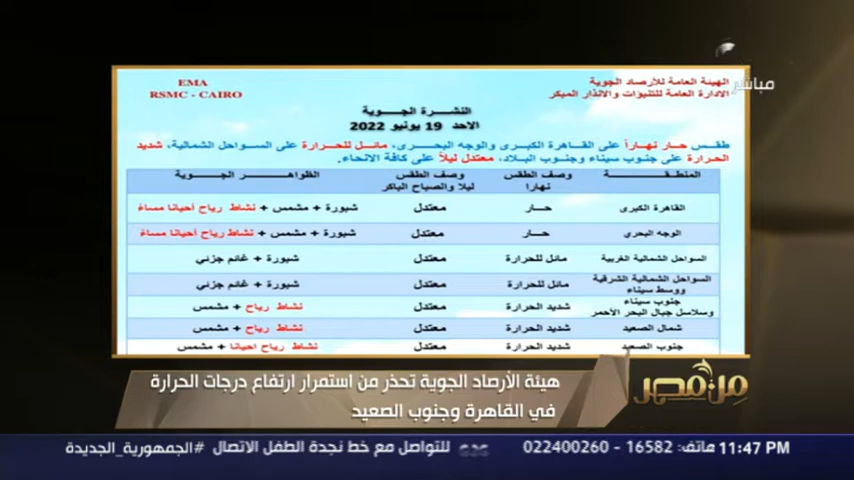 مباشر
الهيئة العامة للأرصاد الجوية
الادارة العامة للتنبؤات والانذار المبكر
EMA
RSMC - CAIRO
النشرة الجوية
الاحد 19 يونيو 2022
طقس حار نهاراً على القاهرة الكبرى والوجه البحرى، مائل للحرارة على السواحل الشمالية، شديد
الحرارة على جنوب سيناء وجنوب البلاد، معتدل ليلاً على كافة الانحاء.
المنطقة وصف الطقس نهارا وصف الطقس ليلا والصباح الباكر الظواهر الجوية
القاهرة الكبرى حار معتدل شبورة + مشمس + نشاط رياح أحيانا مساءً
الوجه البحري حار معتدل شبورة + مشمس + نشاط رياح أحيانا مساءً
السواحل الشمالية الغربية مائل للحرارة معتدل شبورة + غائم جزئي
السواحل الشمالية الشرقية ووسط سيناء مائل للحرارة معتدل شبورة + غائم جزئي
جنوب سيناء وسلاسل جبال البحر الأحمر شديد الحرارة معتدل نشاط رياح + مشمس
شمال الصعيد شديد الحرارة معتدل نشاط رياح + مشمس
جنوب الصعيد شديد الحرارة معتدل نشاط رياح احيانا + مشمس
من مصر
هيئة الأرصاد الجوية تحذر من استمرار ارتفاع درجات الحرارة
في القاهرة وجنوب الصعيد
11:47 PM هاتف: 16582 - 022400260 للتواصل مع خط نجدة الطفل الاتصال #الجمهورية_الجديدة